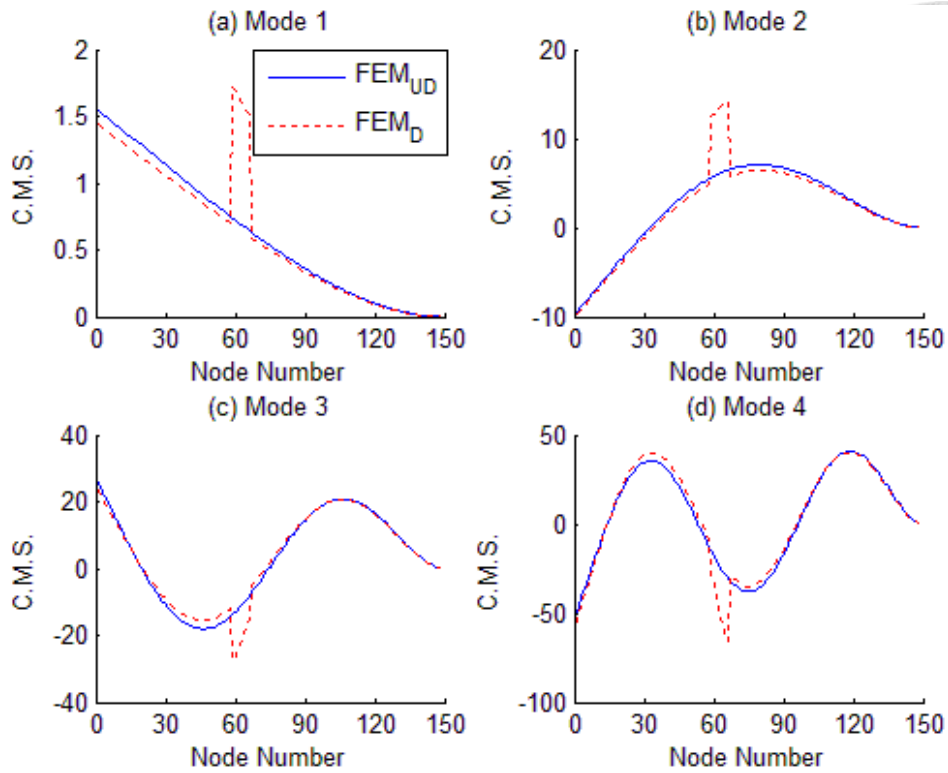 (a) Mode 1
2
1.5
1
0.5
0
C.M.S.
FEM_UD
FEM_D
0 30 60 90 120 150
Node Number
(b) Mode 2
20
10
0
-10
C.M.S.
0 30 60 90 120 150
Node Number
(c) Mode 3
40
20
0
-20
-40
C.M.S.
0 30 60 90 120 150
Node Number
(d) Mode 4
50
0
-50
-100
C.M.S.
0 30 60 90 120 150
Node Number